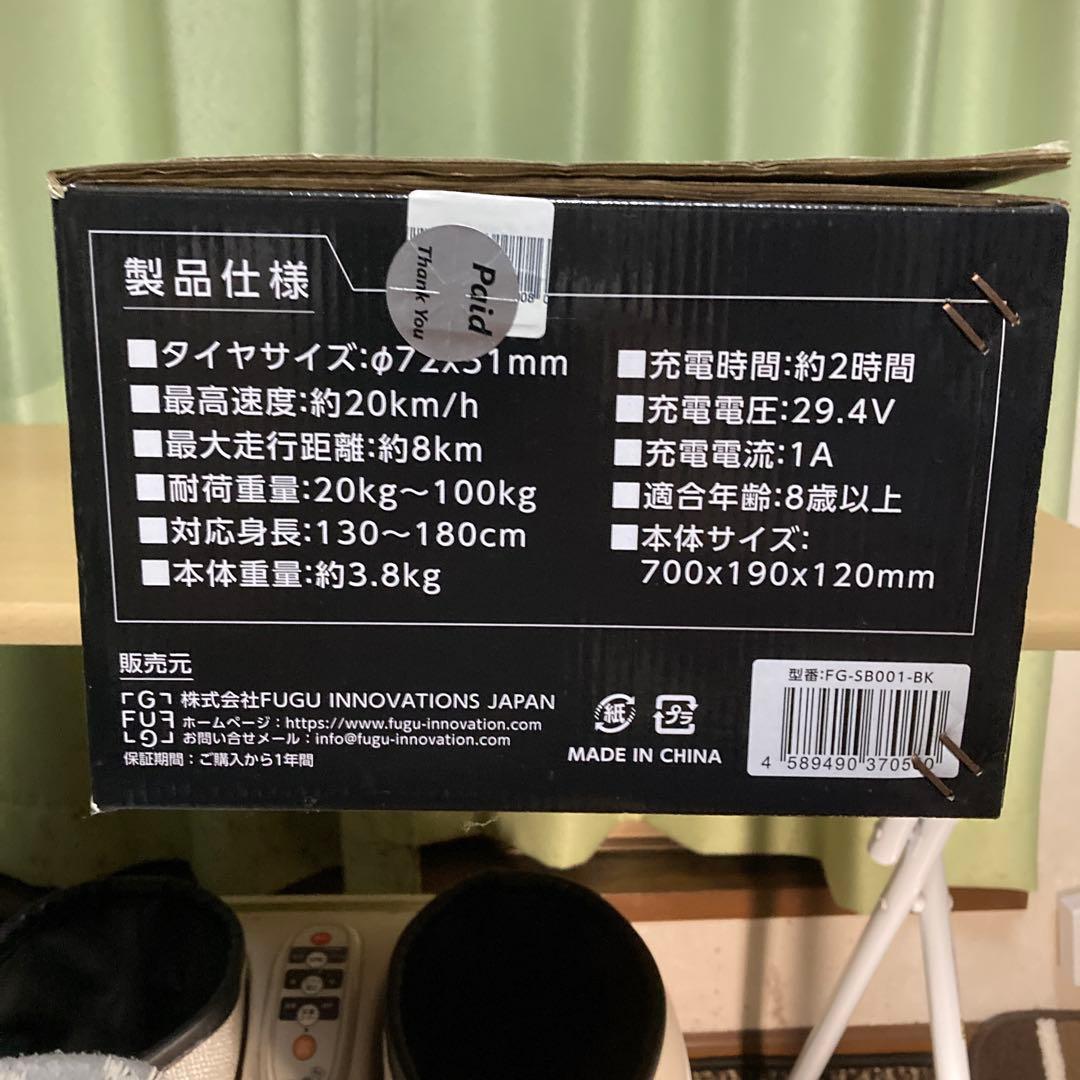 製品仕様
Paid
Thank You
■タイヤサイズ:φ72x51mm
■最高速度:約20km/h
■最大走行距離:約8km
■耐荷重量:20kg〜100kg
■対応身長:130〜180cm
■本体重量:約3.8kg
■充電時間:約2時間
■充電電圧:29.4V
■充電電流:1A
■適合年齢:8歳以上
■本体サイズ:
700x190x120mm
販売元
FUGU
株式会社FUGU INNOVATIONS JAPAN
ホームページ:https://www.fugu-innovation.com
お問い合せメール:info@fugu-innovation.com
保証期間:ご購入から1年間
紙
プラ
MADE IN CHINA
型番:FG-SB001-BK
4 589490